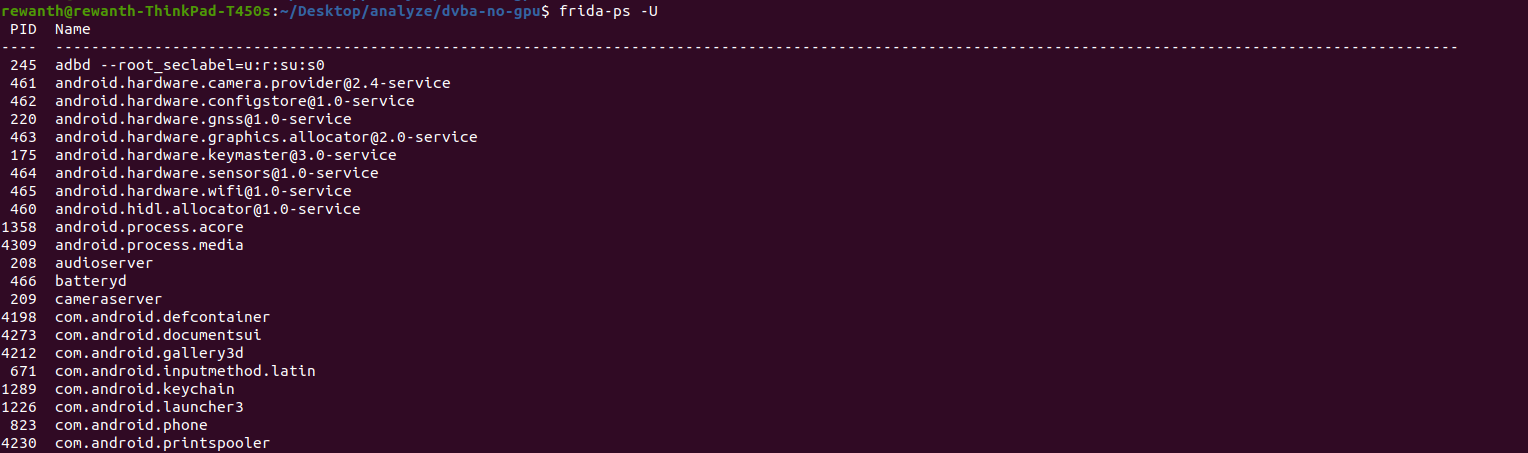 rewanth@rewanth-ThinkPad-T450s:~/Desktop/analyze/dvba-no-gpu$ frida-ps -U
 PID  Name
----  ------------------------------------------------------------------------------------------------------------------------------------------------------------
 245  adbd --root_seclabel=u:r:su:s0
 461  android.hardware.camera.provider@2.4-service
 462  android.hardware.configstore@1.0-service
 220  android.hardware.gnss@1.0-service
 463  android.hardware.graphics.allocator@2.0-service
 175  android.hardware.keymaster@3.0-service
 464  android.hardware.sensors@1.0-service
 465  android.hardware.wifi@1.0-service
 460  android.hidl.allocator@1.0-service
1358  android.process.acore
4309  android.process.media
 208  audioserver
 466  batteryd
 209  cameraserver
4198  com.android.defcontainer
4273  com.android.documentsui
4212  com.android.gallery3d
 671  com.android.inputmethod.latin
1289  com.android.keychain
1226  com.android.launcher3
 823  com.android.phone
4230  com.android.printspooler